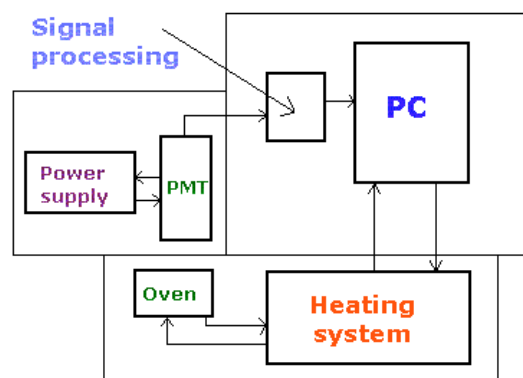 Signal
processing
PC
Power
supply
PMT
Oven
Heating
system